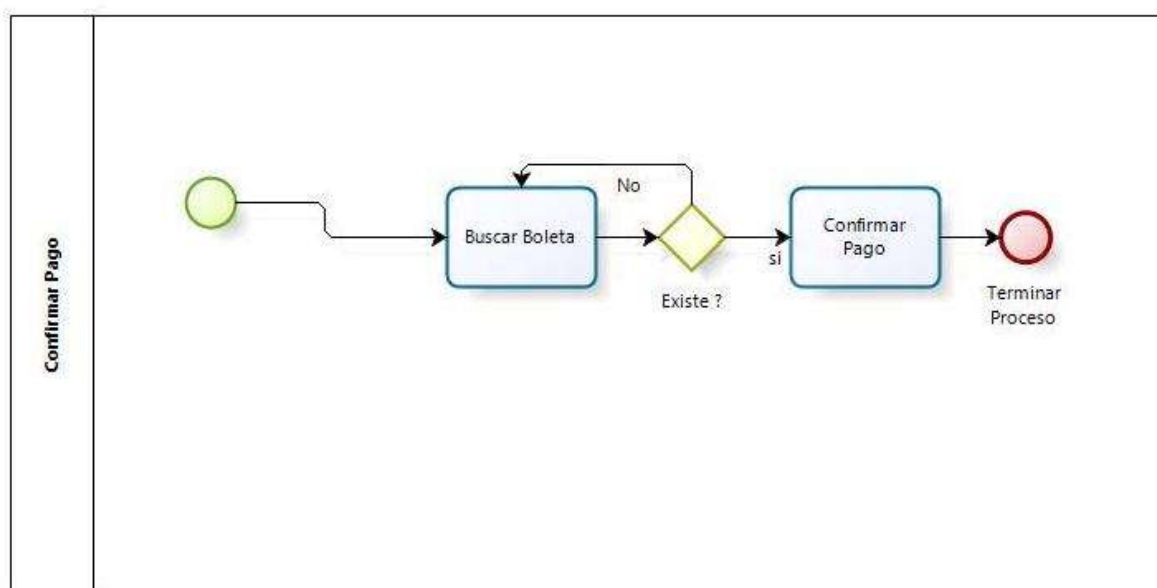 Confirmar Pago
No
Buscar Boleta
Existe ?
si
Confirmar
Pago
Terminar
Proceso